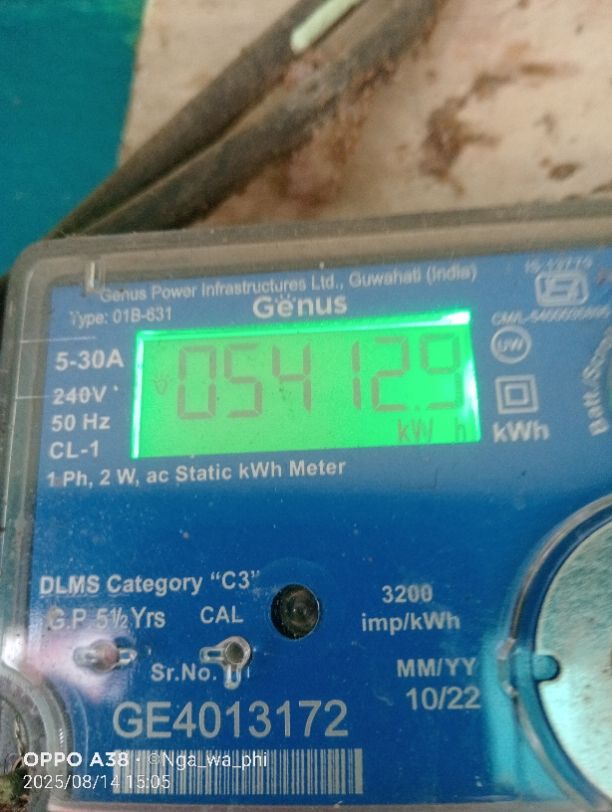 Genus Power Infrastructures Ltd., Guwahati (India)
Type: 01B-631
Genus
5-30A
240V
50 Hz
CL-1
05412.9
kW h
UW
kWh
1 Ph, 2 W, ac Static kWh Meter
DLMS Category "C3"
G.P. 5½ Yrs
CAL
3200
imp/kWh
Sr.No.
MM/YY
10/22
GE4013172
OPPO A38 · ©Nga_wa_phi
2025/08/14 15:05